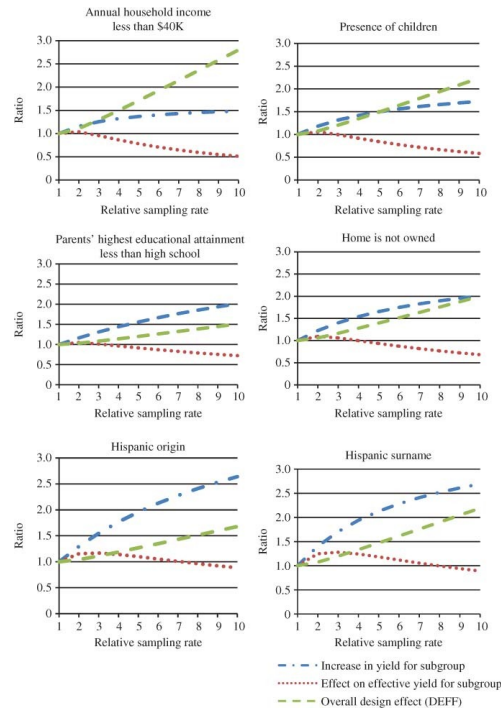 Annual household income
less than $40K
3.0
2.5
2.0
1.5
1.0
0.5
0
Ratio
1 2 3 4 5 6 7 8 9 10
Relative sampling rate
Presence of children
3.0
2.5
2.0
1.5
1.0
0.5
0
Ratio
1 2 3 4 5 6 7 8 9 10
Relative sampling rate
Parents' highest educational attainment
less than high school
3.0
2.5
2.0
1.5
1.0
0.5
0
Ratio
1 2 3 4 5 6 7 8 9 10
Relative sampling rate
Home is not owned
3.0
2.5
2.0
1.5
1.0
0.5
0
Ratio
1 2 3 4 5 6 7 8 9 10
Relative sampling rate
Hispanic origin
3.0
2.5
2.0
1.5
1.0
0.5
0
Ratio
1 2 3 4 5 6 7 8 9 10
Relative sampling rate
Hispanic surname
3.0
2.5
2.0
1.5
1.0
0.5
0
Ratio
1 2 3 4 5 6 7 8 9 10
Relative sampling rate
Increase in yield for subgroup
Effect on effective yield for subgroup
Overall design effect (DEFF)